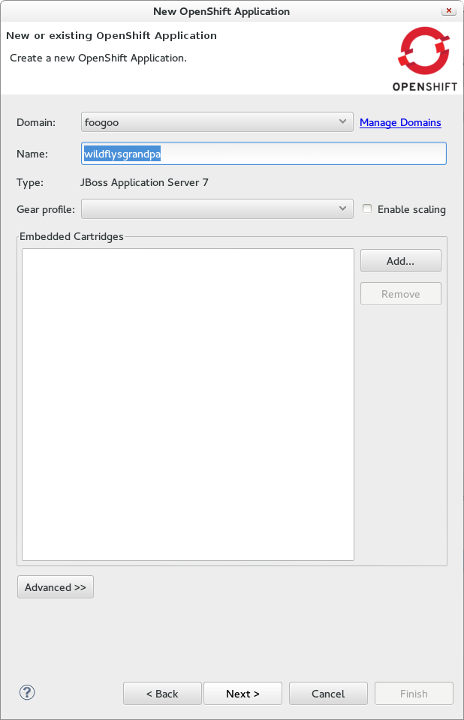 New OpenShift Application
New or existing OpenShift Application
Create a new OpenShift Application.
OPENSHIFT
Domain: foogoo Manage Domains
Name: wildflysgrandpa
Type: JBoss Application Server 7
Gear profile: Enable scaling
Embedded Cartridges
Add...
Remove
Advanced >>
? < Back Next > Cancel Finish